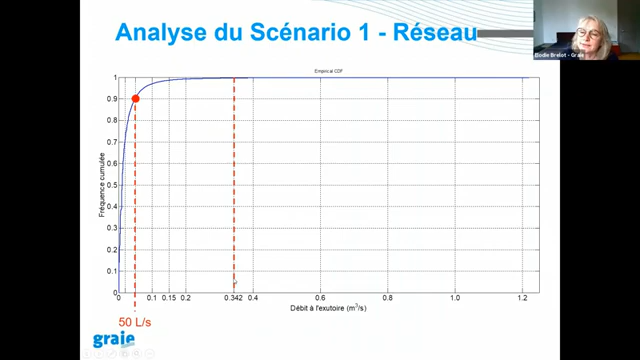 Analyse du Scénario 1 - Réseau
Elodie Brelot - Graie
Empirical CDF
1
0.9
0.8
0.7
0.6
0.5
0.4
0.3
0.2
0.1
0
Fréquence cumulée
0 0.1 0.15 0.2 0.342 0.4 0.6 0.8 1.0 1.2
Débit à l'exutoire (m³/s)
50 L/s
graie